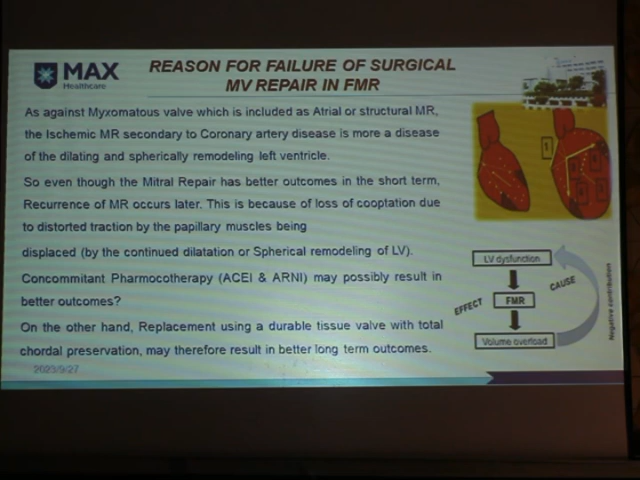 MAX
Healthcare
REASON FOR FAILURE OF SURGICAL
MV REPAIR IN FMR
As against Myxomatous valve which is included as Atrial or structural MR,
the Ischemic MR secondary to Coronary artery disease is more a disease
of the dilating and spherically remodeling left ventricle.
So even though the Mitral Repair has better outcomes in the short term,
Recurrence of MR occurs later. This is because of loss of cooptation due
to distorted traction by the papillary muscles being
displaced (by the continued dilatation or Spherical remodeling of LV).
Concommitant Pharmocotherapy (ACEI & ARNI) may possibly result in
better outcomes?
On the other hand, Replacement using a durable tissue valve with total
chordal preservation, may therefore result in better long term outcomes.
2023/9/27
1
LV dysfunction
EFFECT
FMR
CAUSE
Volume overload
Negative contribution